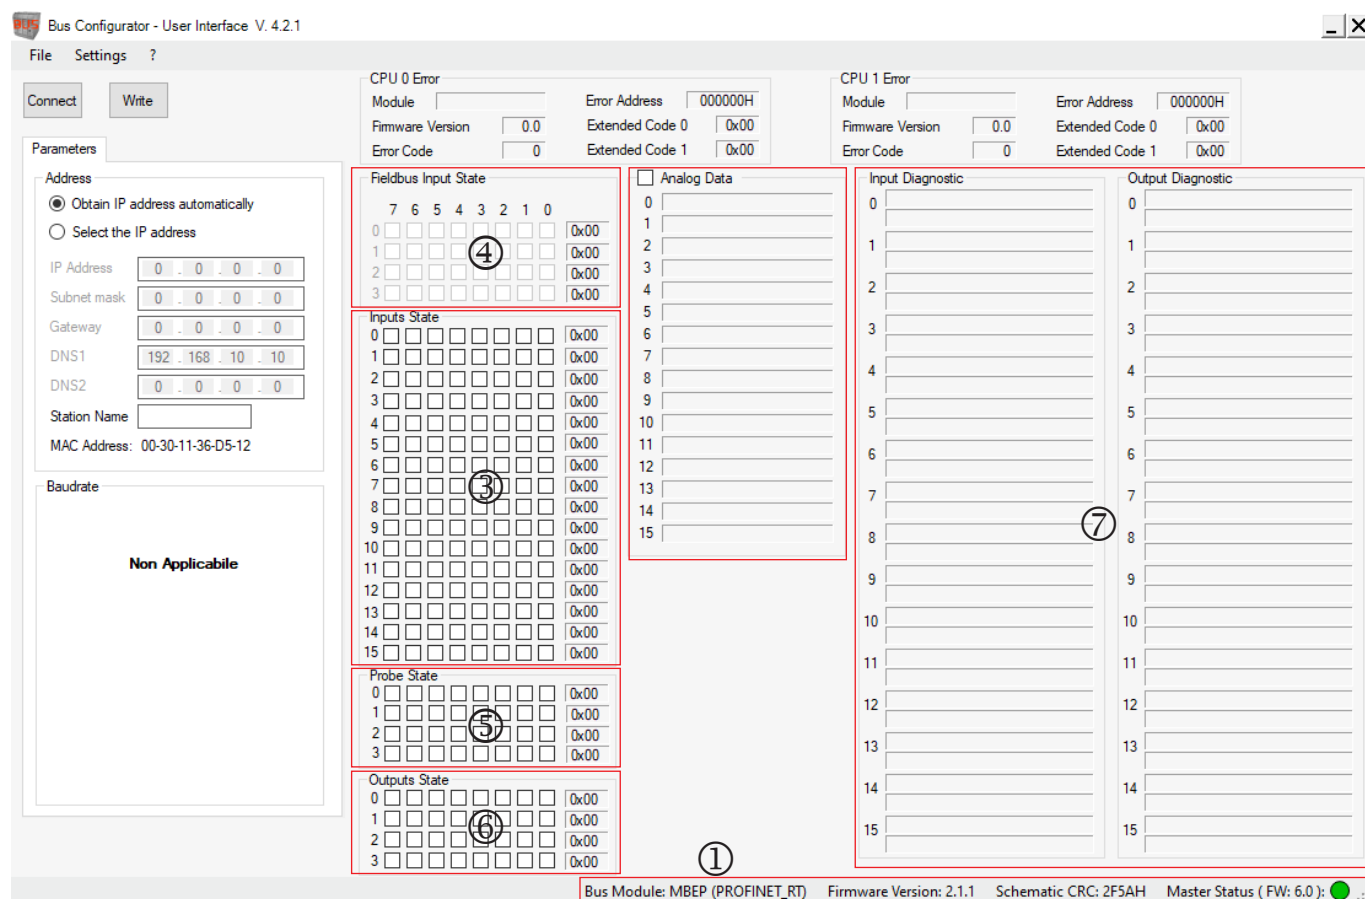 BUS Bus Configurator - User Interface V. 4.2.1
File Settings ?
Connect Write
Parameters
Address
Obtain IP address automatically
Select the IP address
IP Address 0 . 0 . 0 . 0
Subnet mask 0 . 0 . 0 . 0
Gateway 0 . 0 . 0 . 0
DNS1 192 . 168 . 10 . 10
DNS2 0 . 0 . 0 . 0
Station Name
MAC Address: 00-30-11-36-D5-12
Baudrate
Non Applicabile
CPU 0 Error
Module Error Address 000000H
Firmware Version 0.0 Extended Code 0 0x00
Error Code 0 Extended Code 1 0x00
CPU 1 Error
Module Error Address 000000H
Firmware Version 0.0 Extended Code 0 0x00
Error Code 0 Extended Code 1 0x00
Fieldbus Input State
7 6 5 4 3 2 1 0
0 0x00
1 0x00
④
2 0x00
3 0x00
Inputs State
0 0x00
1 0x00
2 0x00
3 0x00
4 0x00
5 0x00
6 0x00
7 ③ 0x00
8 0x00
9 0x00
10 0x00
11 0x00
12 0x00
13 0x00
14 0x00
15 0x00
Probe State
0 0x00
1 0x00
⑤
2 0x00
3 0x00
Outputs State
0 0x00
1 0x00
⑥
2 0x00
3 0x00
Analog Data
0
1
2
3
4
5
6
7
8
9
10
11
12
13
14
15
Input Diagnostic
0
1
2
3
4
5
6
7
8
9
10
11
12
13
14
15
⑦
Output Diagnostic
0
1
2
3
4
5
6
7
8
9
10
11
12
13
14
15
①
Bus Module: MBEP (PROFINET_RT) Firmware Version: 2.1.1 Schematic CRC: 2F5AH Master Status ( FW: 6.0 ):